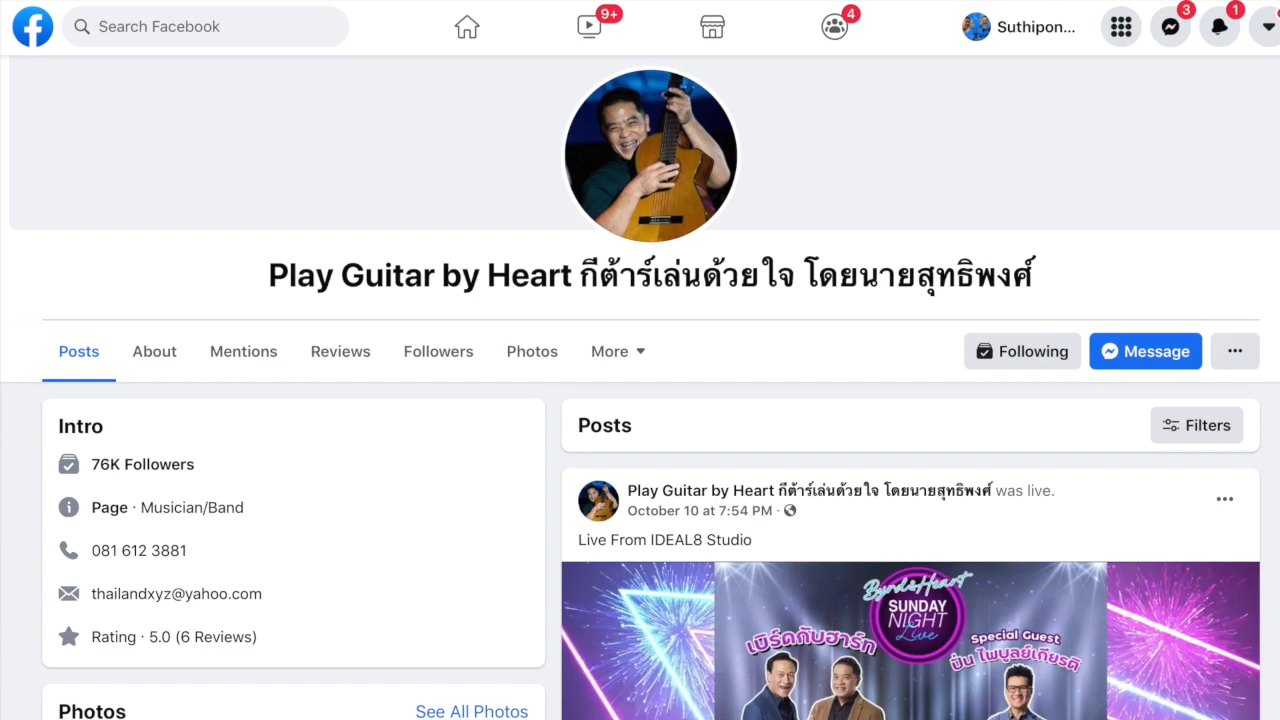 Search Facebook
9+
4
Suthipon...
3
1
Play Guitar by Heart กีต้าร์เล่นด้วยใจ โดยนายสุทธิพงศ์
Posts
About
Mentions
Reviews
Followers
Photos
More
Following
Message
Intro
76K Followers
Page · Musician/Band
081 612 3881
thailandxyz@yahoo.com
Rating · 5.0 (6 Reviews)
Photos
See All Photos
Posts
Filters
Play Guitar by Heart กีต้าร์เล่นด้วยใจ โดยนายสุทธิพงศ์ was live.
October 10 at 7:54 PM ·
Live From IDEAL8 Studio
Byrd&Heart
SUNDAY
NIGHT
Live
เบิร์ดกับฮาร์ท
Special Guest
ปั่น ไพบูลย์เกียรติ